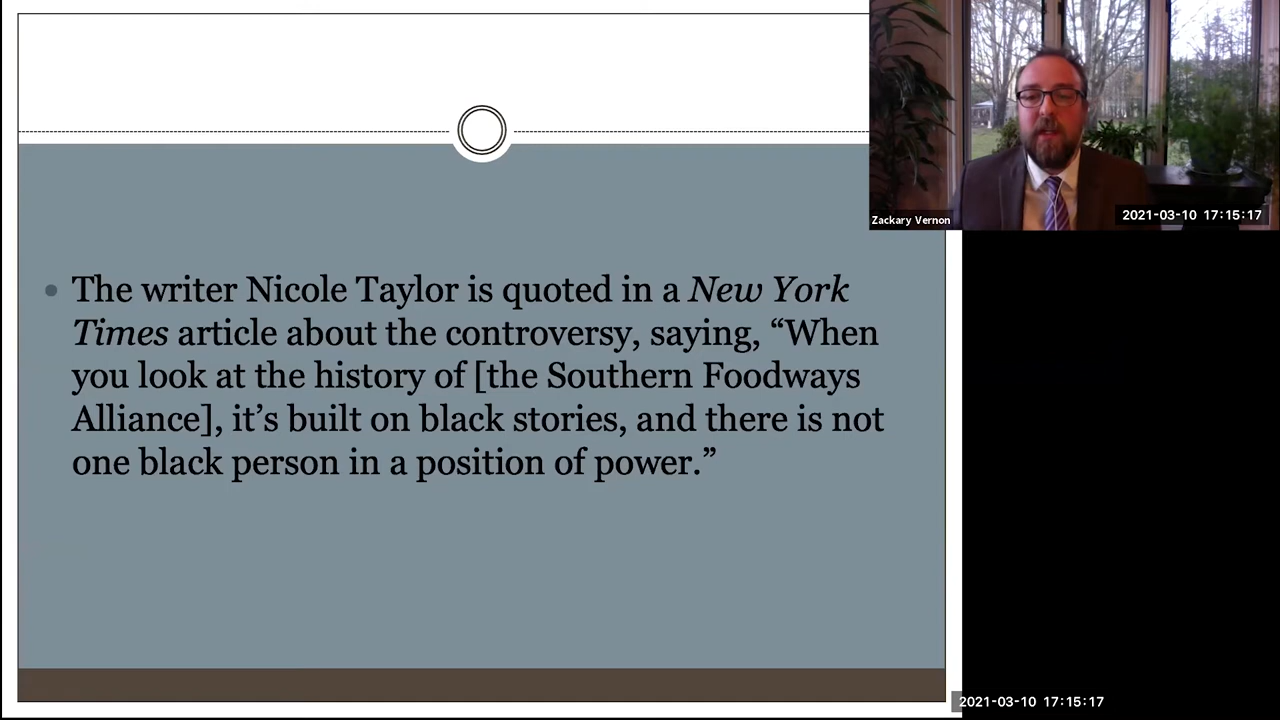 The writer Nicole Taylor is quoted in a New York
Times article about the controversy, saying, “When
you look at the history of [the Southern Foodways
Alliance], it’s built on black stories, and there is not
one black person in a position of power.”
Zackary Vernon
2021-03-10 17:15:17
2021-03-10 17:15:17